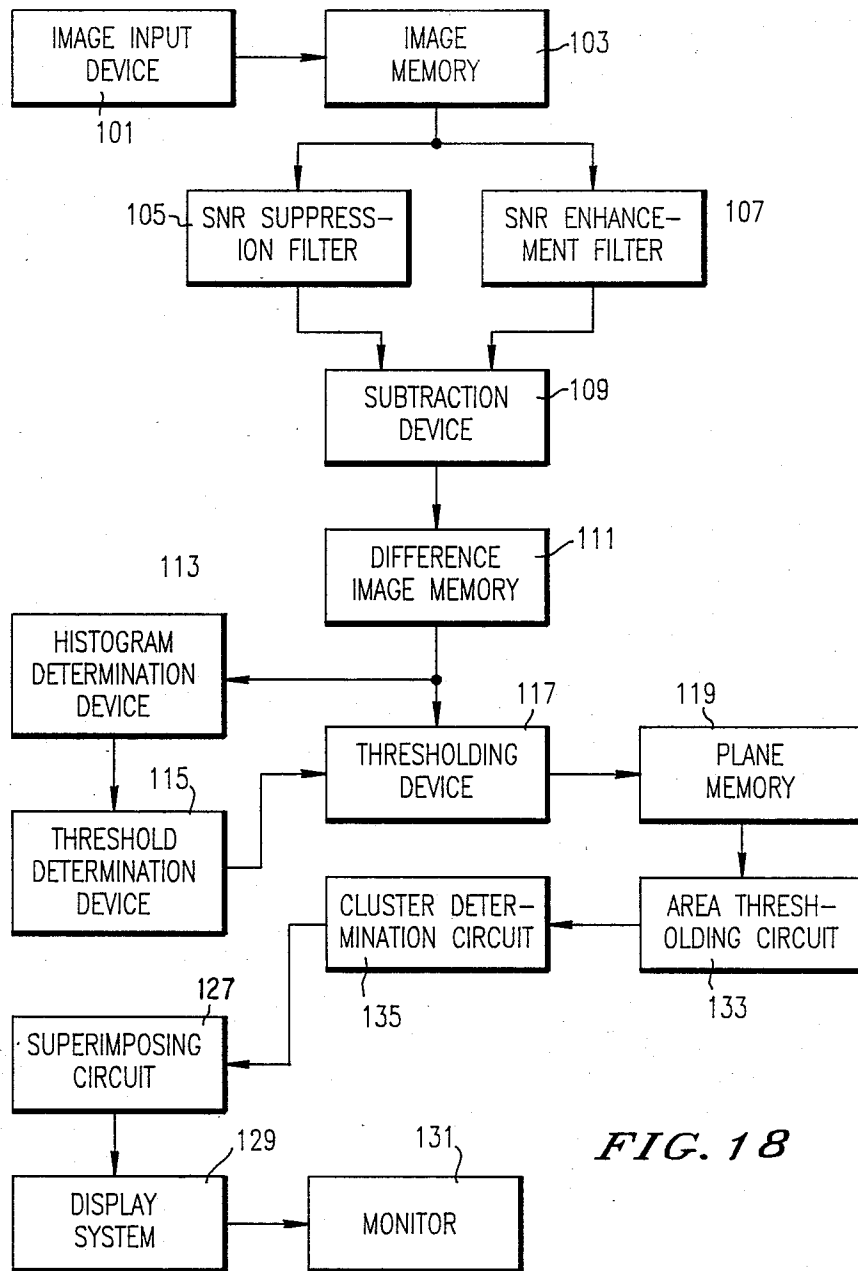 IMAGE INPUT
DEVICE
101
IMAGE
MEMORY
103
105
SNR SUPPRESS-
ION FILTER
SNR ENHANCE-
MENT FILTER
107
SUBTRACTION
DEVICE
109
DIFFERENCE
IMAGE MEMORY
111
113
HISTOGRAM
DETERMINATION
DEVICE
115
THRESHOLD
DETERMINATION
DEVICE
117
THRESHOLDING
DEVICE
119
PLANE
MEMORY
CLUSTER DETER-
MINATION CIRCUIT
135
AREA THRESH-
OLDING CIRCUIT
133
127
SUPERIMPOSING
CIRCUIT
129
DISPLAY
SYSTEM
131
MONITOR
FIG. 18